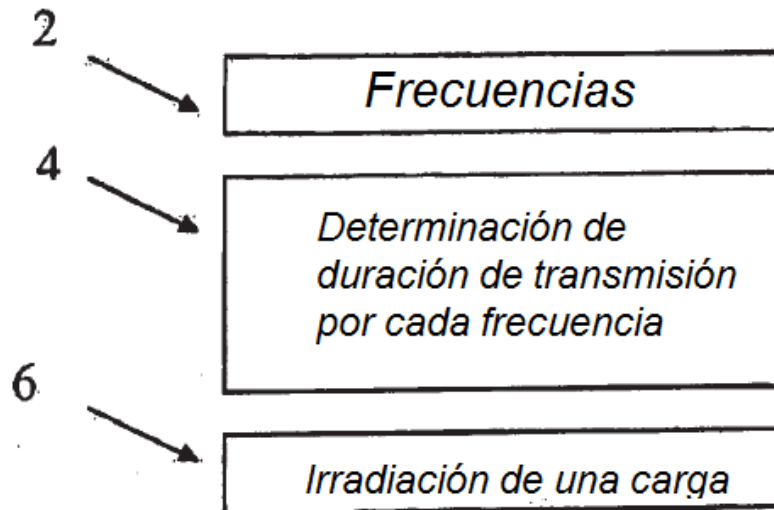 2
Frecuencias
4
Determinación de
duración de transmisión
por cada frecuencia
6
Irradiación de una carga